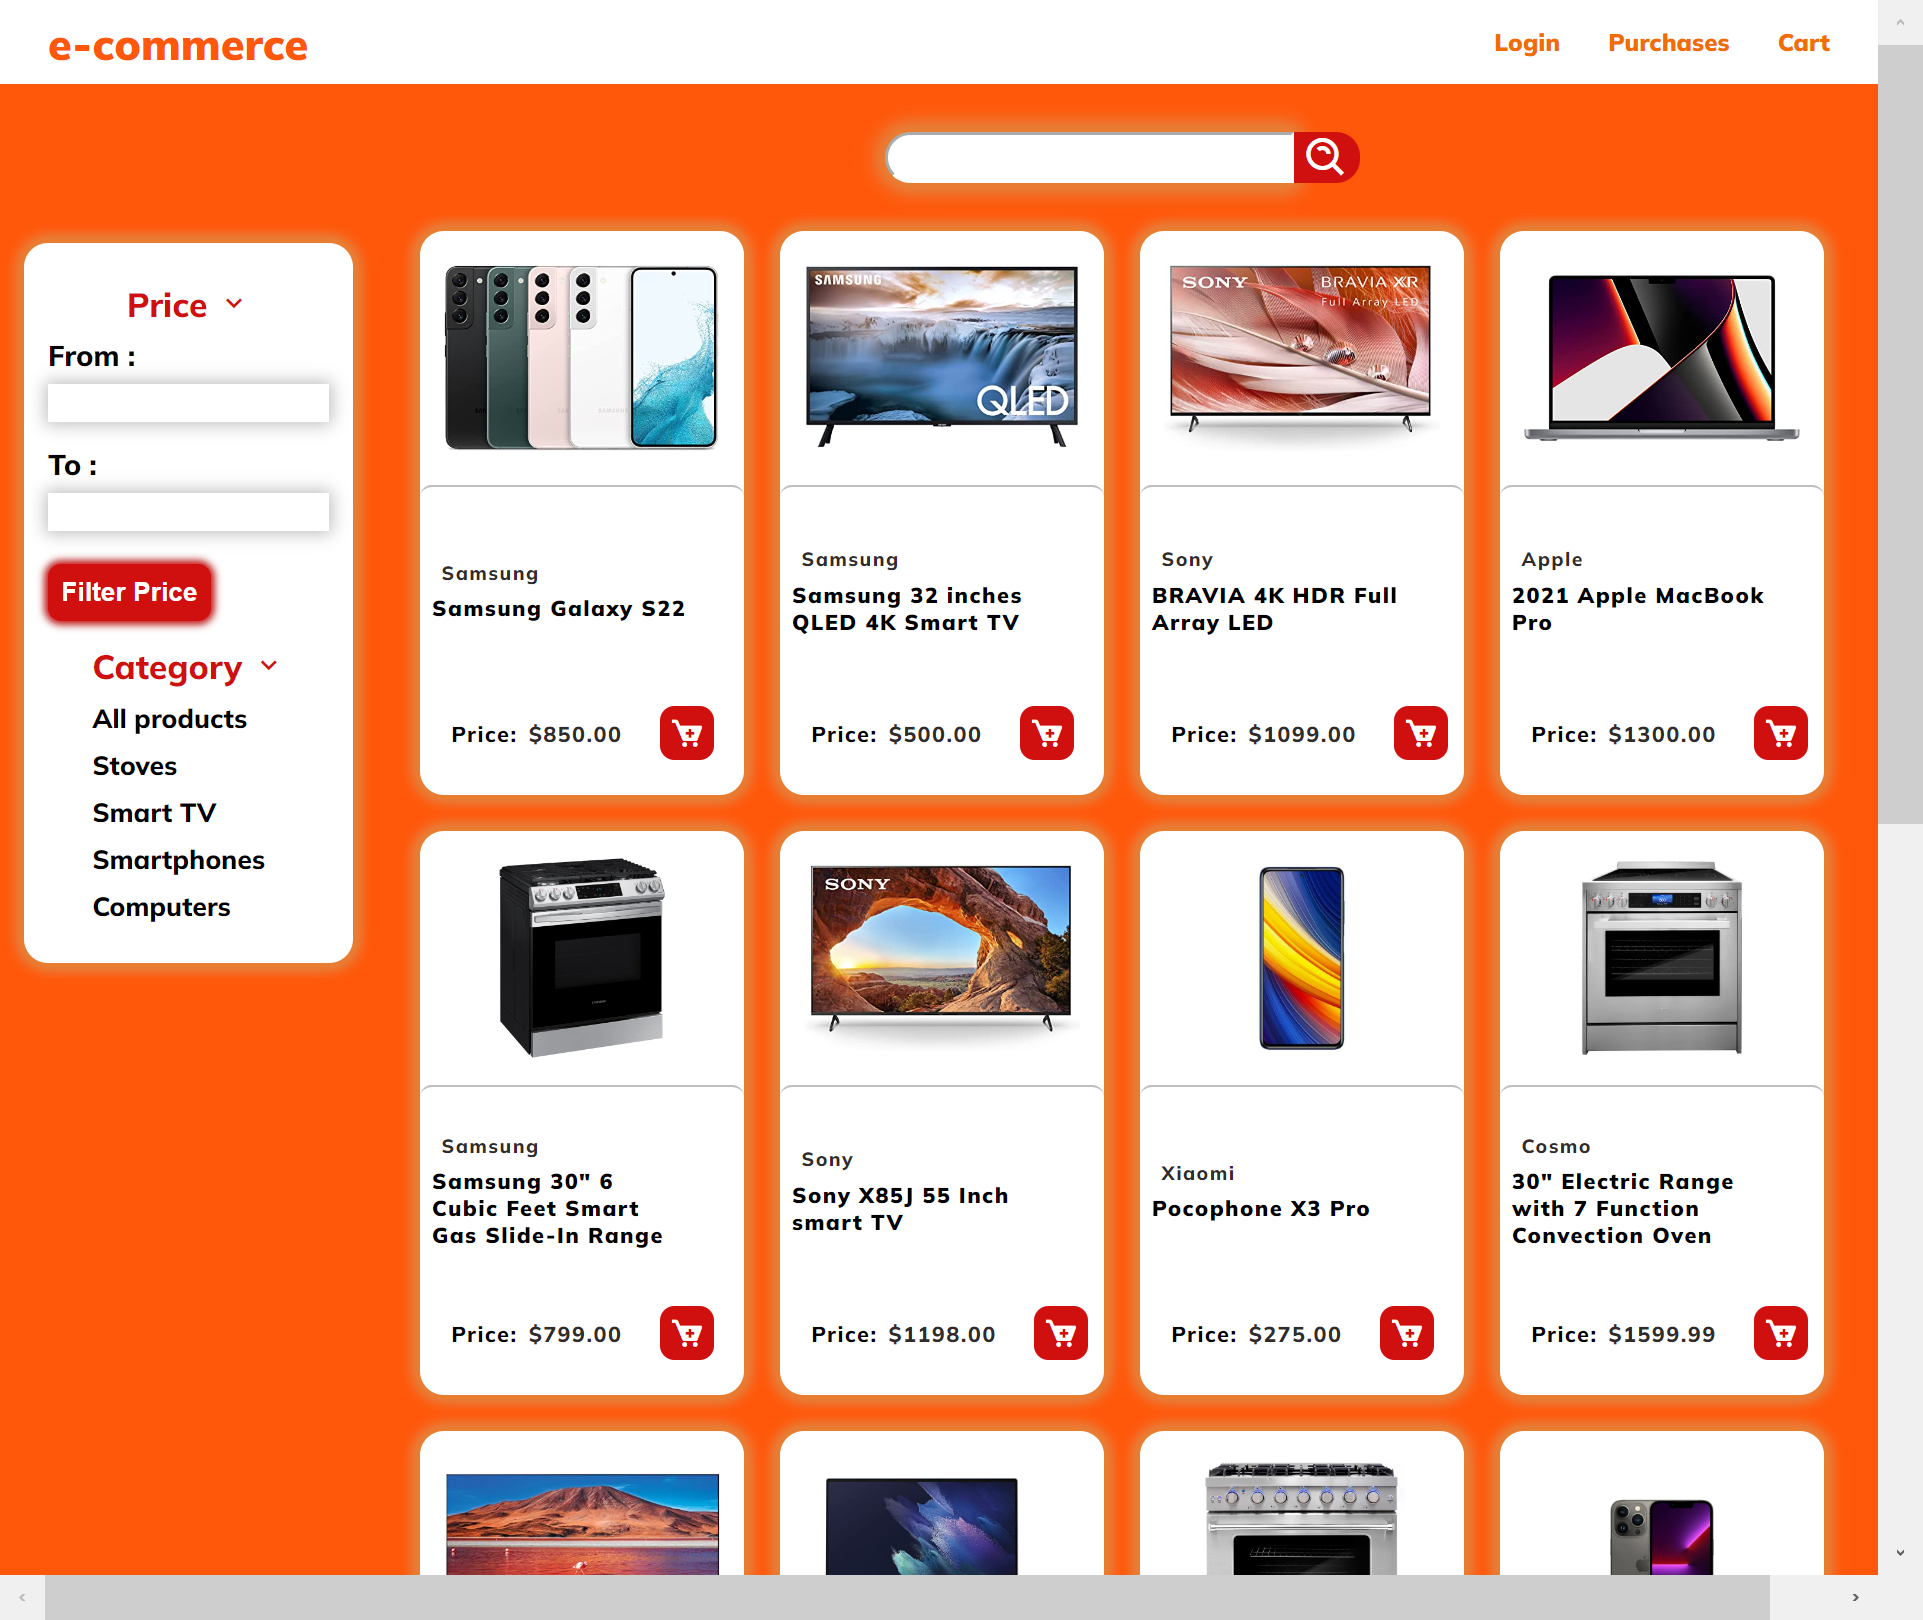 e-commerce
Login Purchases Cart
Price
From :
To :
Filter Price
Category
All products
Stoves
Smart TV
Smartphones
Computers
Samsung
Samsung Galaxy S22
Price: $850.00
SAMSUNG
QLED
Samsung
Samsung 32 inches
QLED 4K Smart TV
Price: $500.00
SONY
BRAVIA XR
Full Array LED
Sony
BRAVIA 4K HDR Full
Array LED
Price: $1099.00
Apple
2021 Apple MacBook
Pro
Price: $1300.00
Samsung
Samsung 30" 6
Cubic Feet Smart
Gas Slide-In Range
Price: $799.00
SONY
Sony
Sony X85J 55 Inch
smart TV
Price: $1198.00
Xiaomi
Pocophone X3 Pro
Price: $275.00
Cosmo
30" Electric Range
with 7 Function
Convection Oven
Price: $1599.99